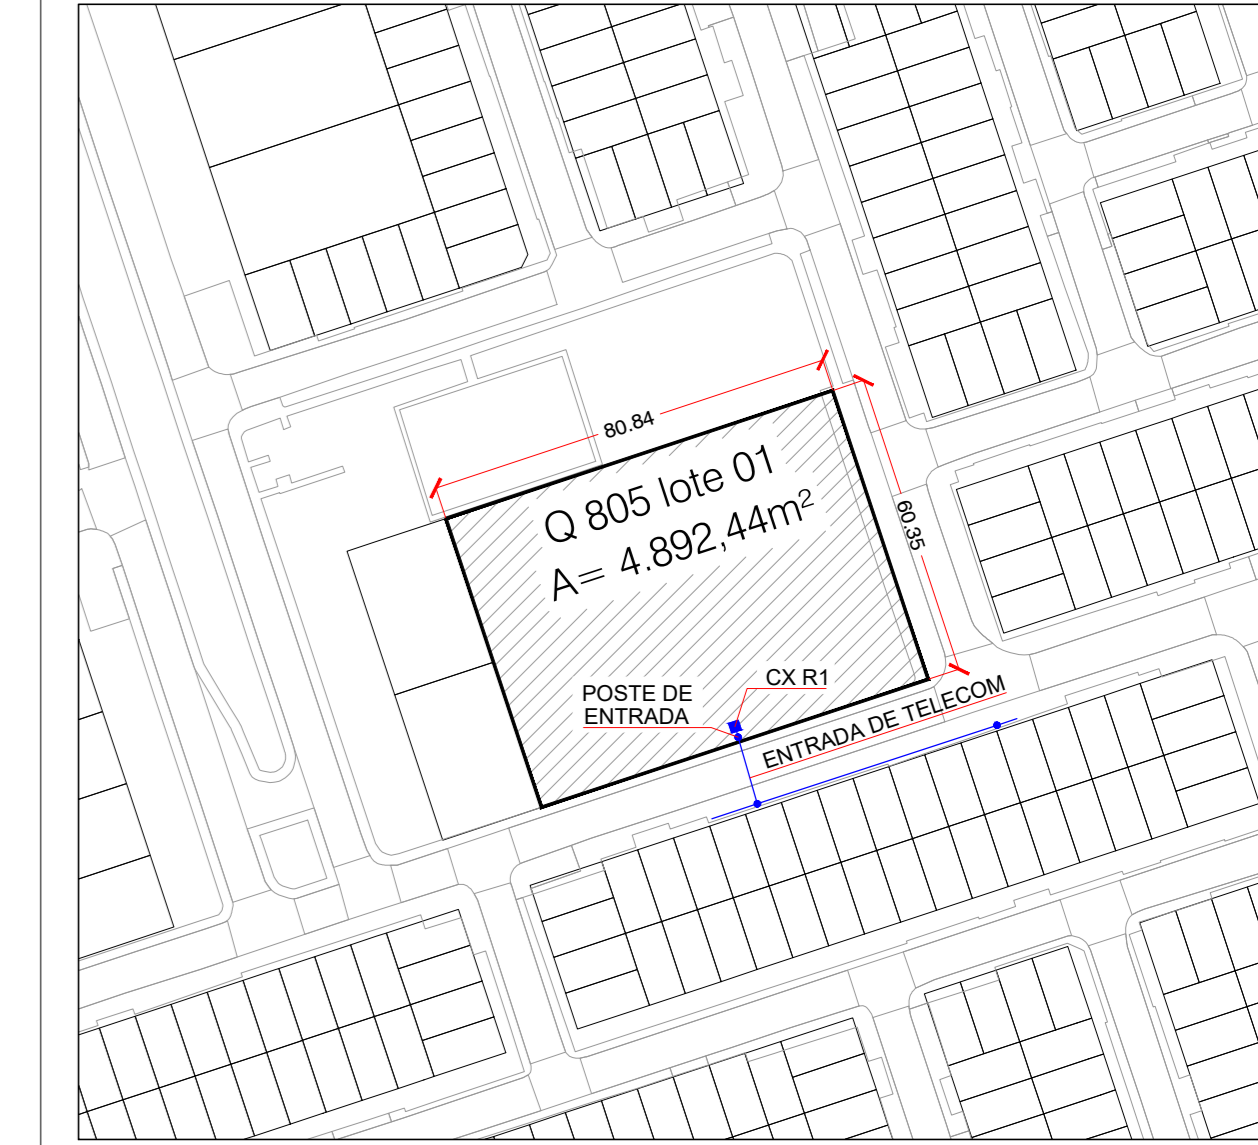 80.84
Q 805 lote 01
A= 4.892,44m²
60.35
CX R1
POSTE DE
ENTRADA
ENTRADA DE TELECOM